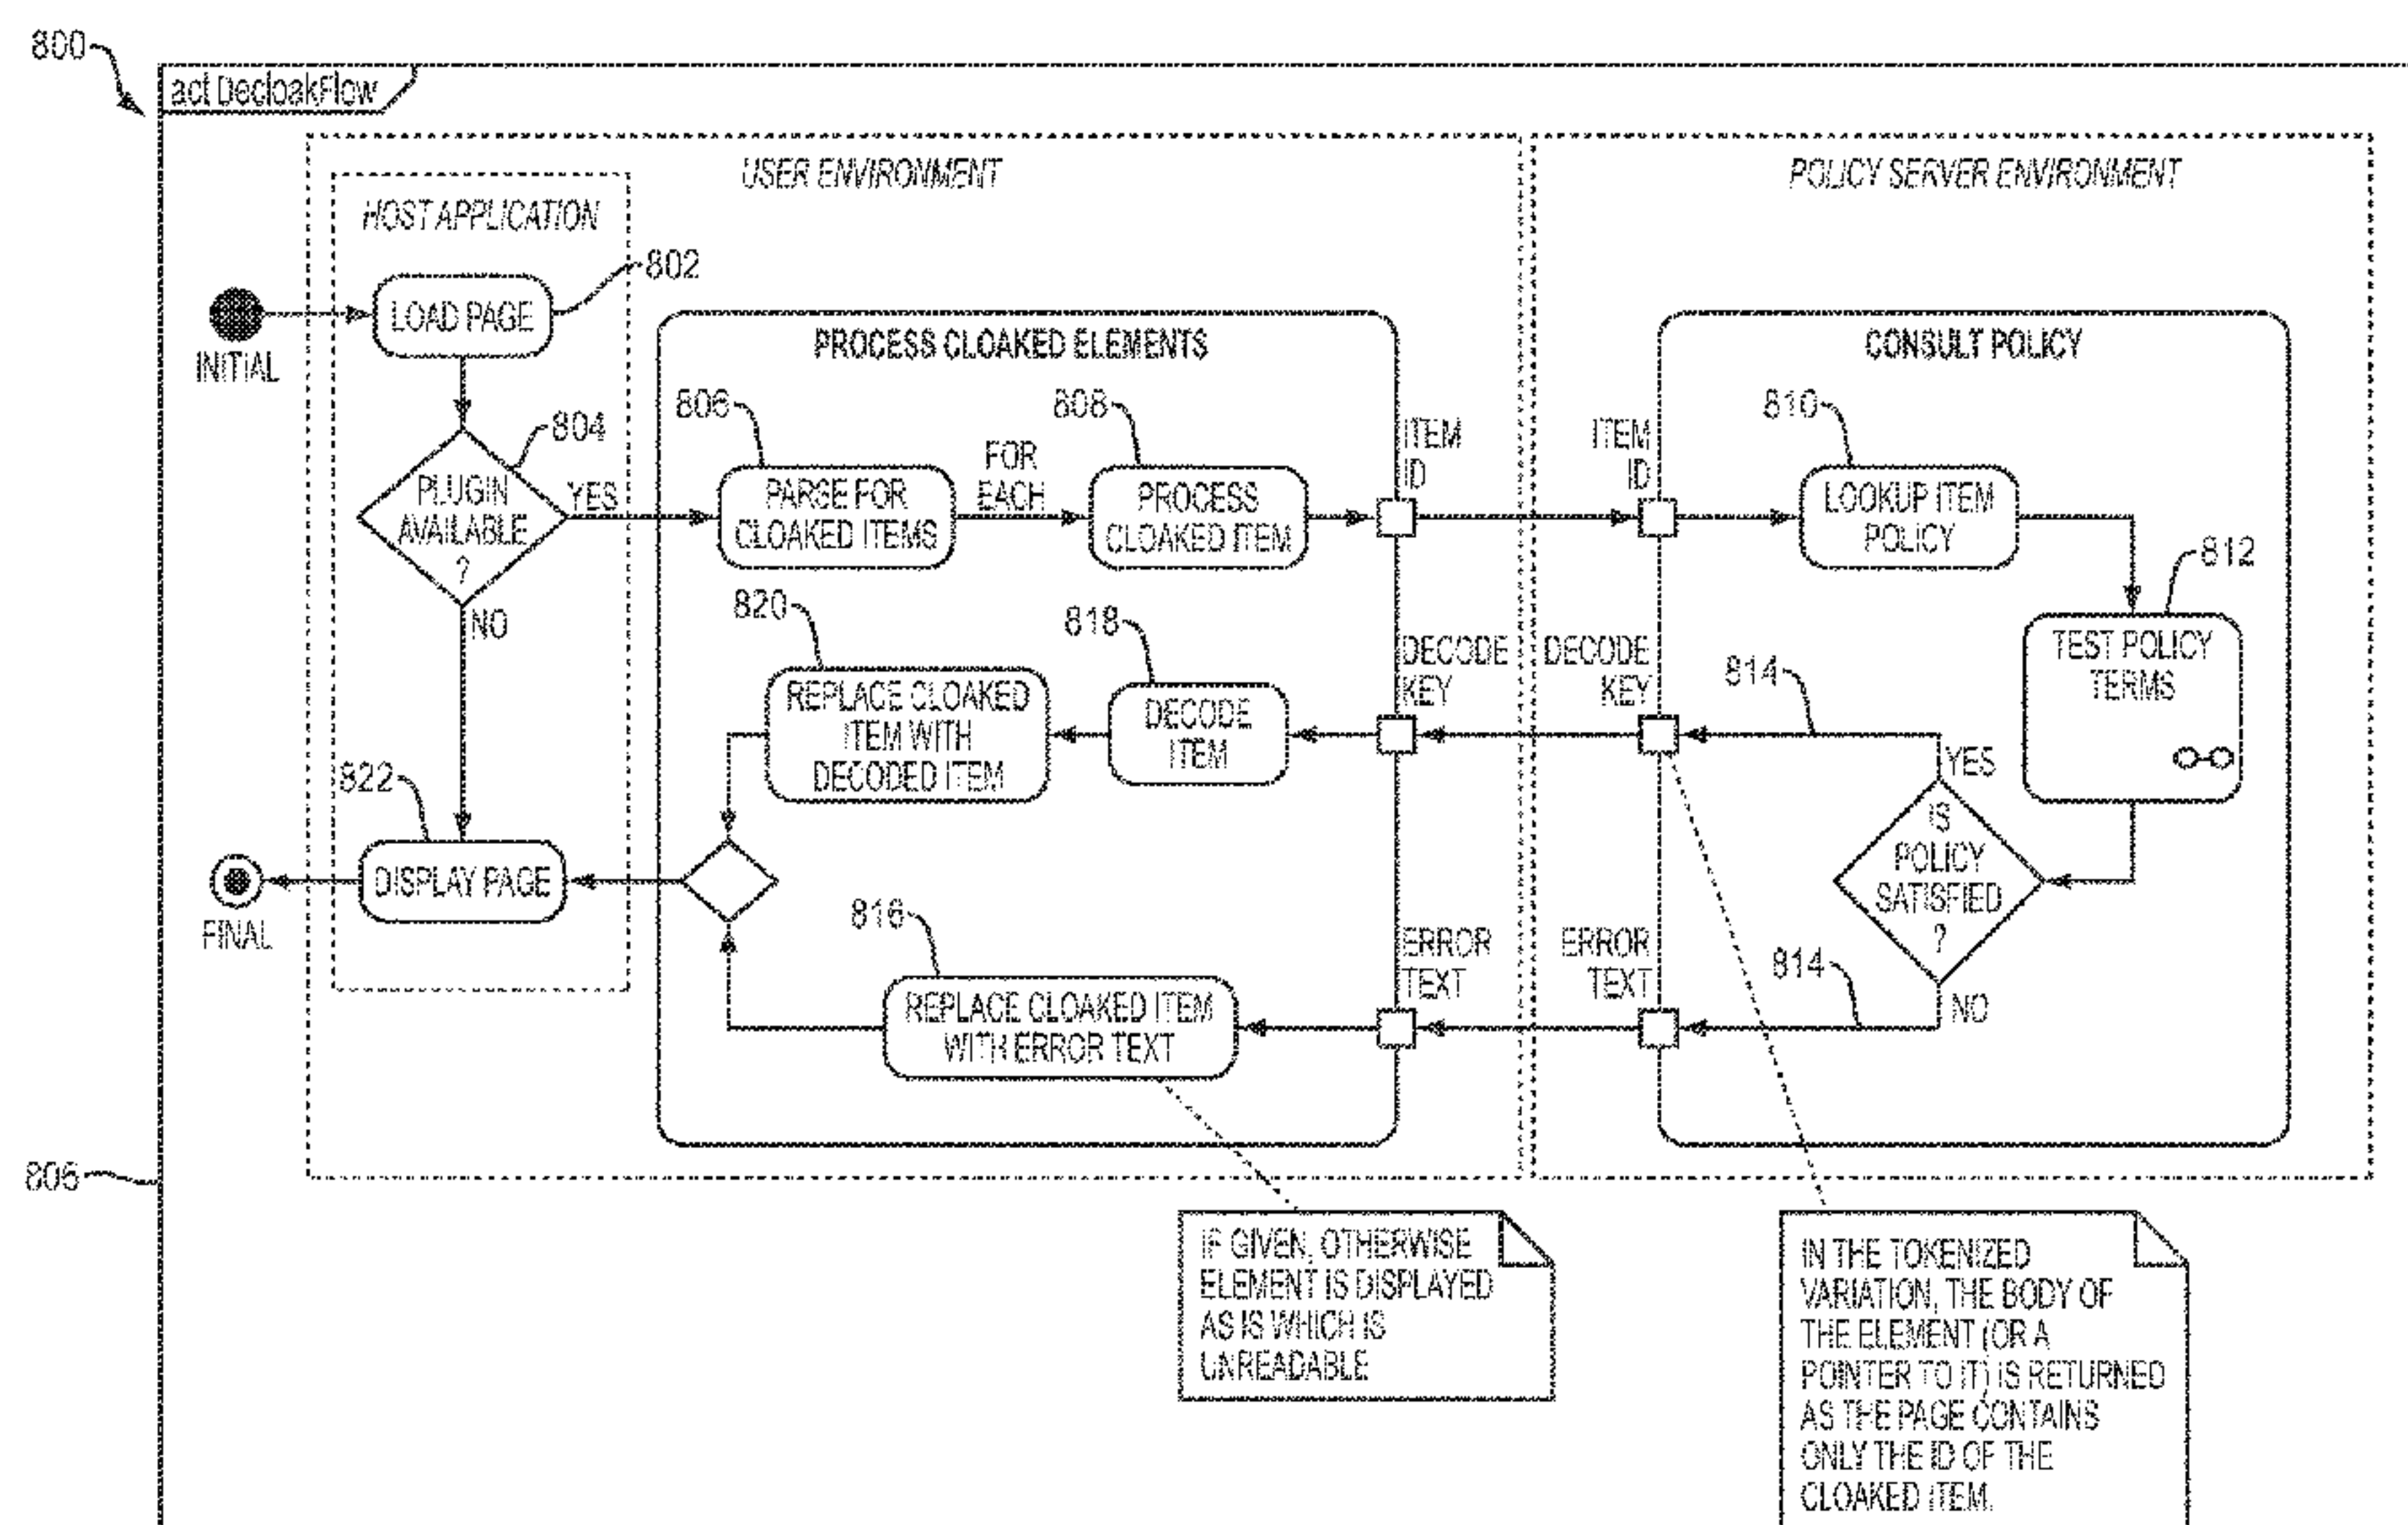 800
act DecloakFlow
USER ENVIRONMENT
POLICY SERVER ENVIRONMENT
HOST APPLICATION
802
LOAD PAGE
INITIAL
PROCESS CLOAKED ELEMENTS
CONSULT POLICY
804
PLUGIN
AVAILABLE
?
YES
NO
806
PARSE FOR
CLOAKED ITEMS
FOR
EACH
808
PROCESS
CLOAKED ITEM
ITEM
ID
ITEM
ID
810
LOOKUP ITEM
POLICY
812
TEST POLICY
TERMS
820
REPLACE CLOAKED
ITEM WITH
DECODED ITEM
818
DECODE
ITEM
DECODE
KEY
DECODE
KEY
814
YES
IS
POLICY
SATISFIED
?
NO
814
822
DISPLAY PAGE
FINAL
816
REPLACE CLOAKED ITEM
WITH ERROR TEXT
ERROR
TEXT
ERROR
TEXT
806
IF GIVEN, OTHERWISE
ELEMENT IS DISPLAYED
AS IS WHICH IS
UNREADABLE
IN THE TOKENIZED
VARIATION, THE BODY OF
THE ELEMENT (OR A
POINTER TO IT) IS RETURNED
AS THE PAGE CONTAINS
ONLY THE ID OF THE
CLOAKED ITEM.